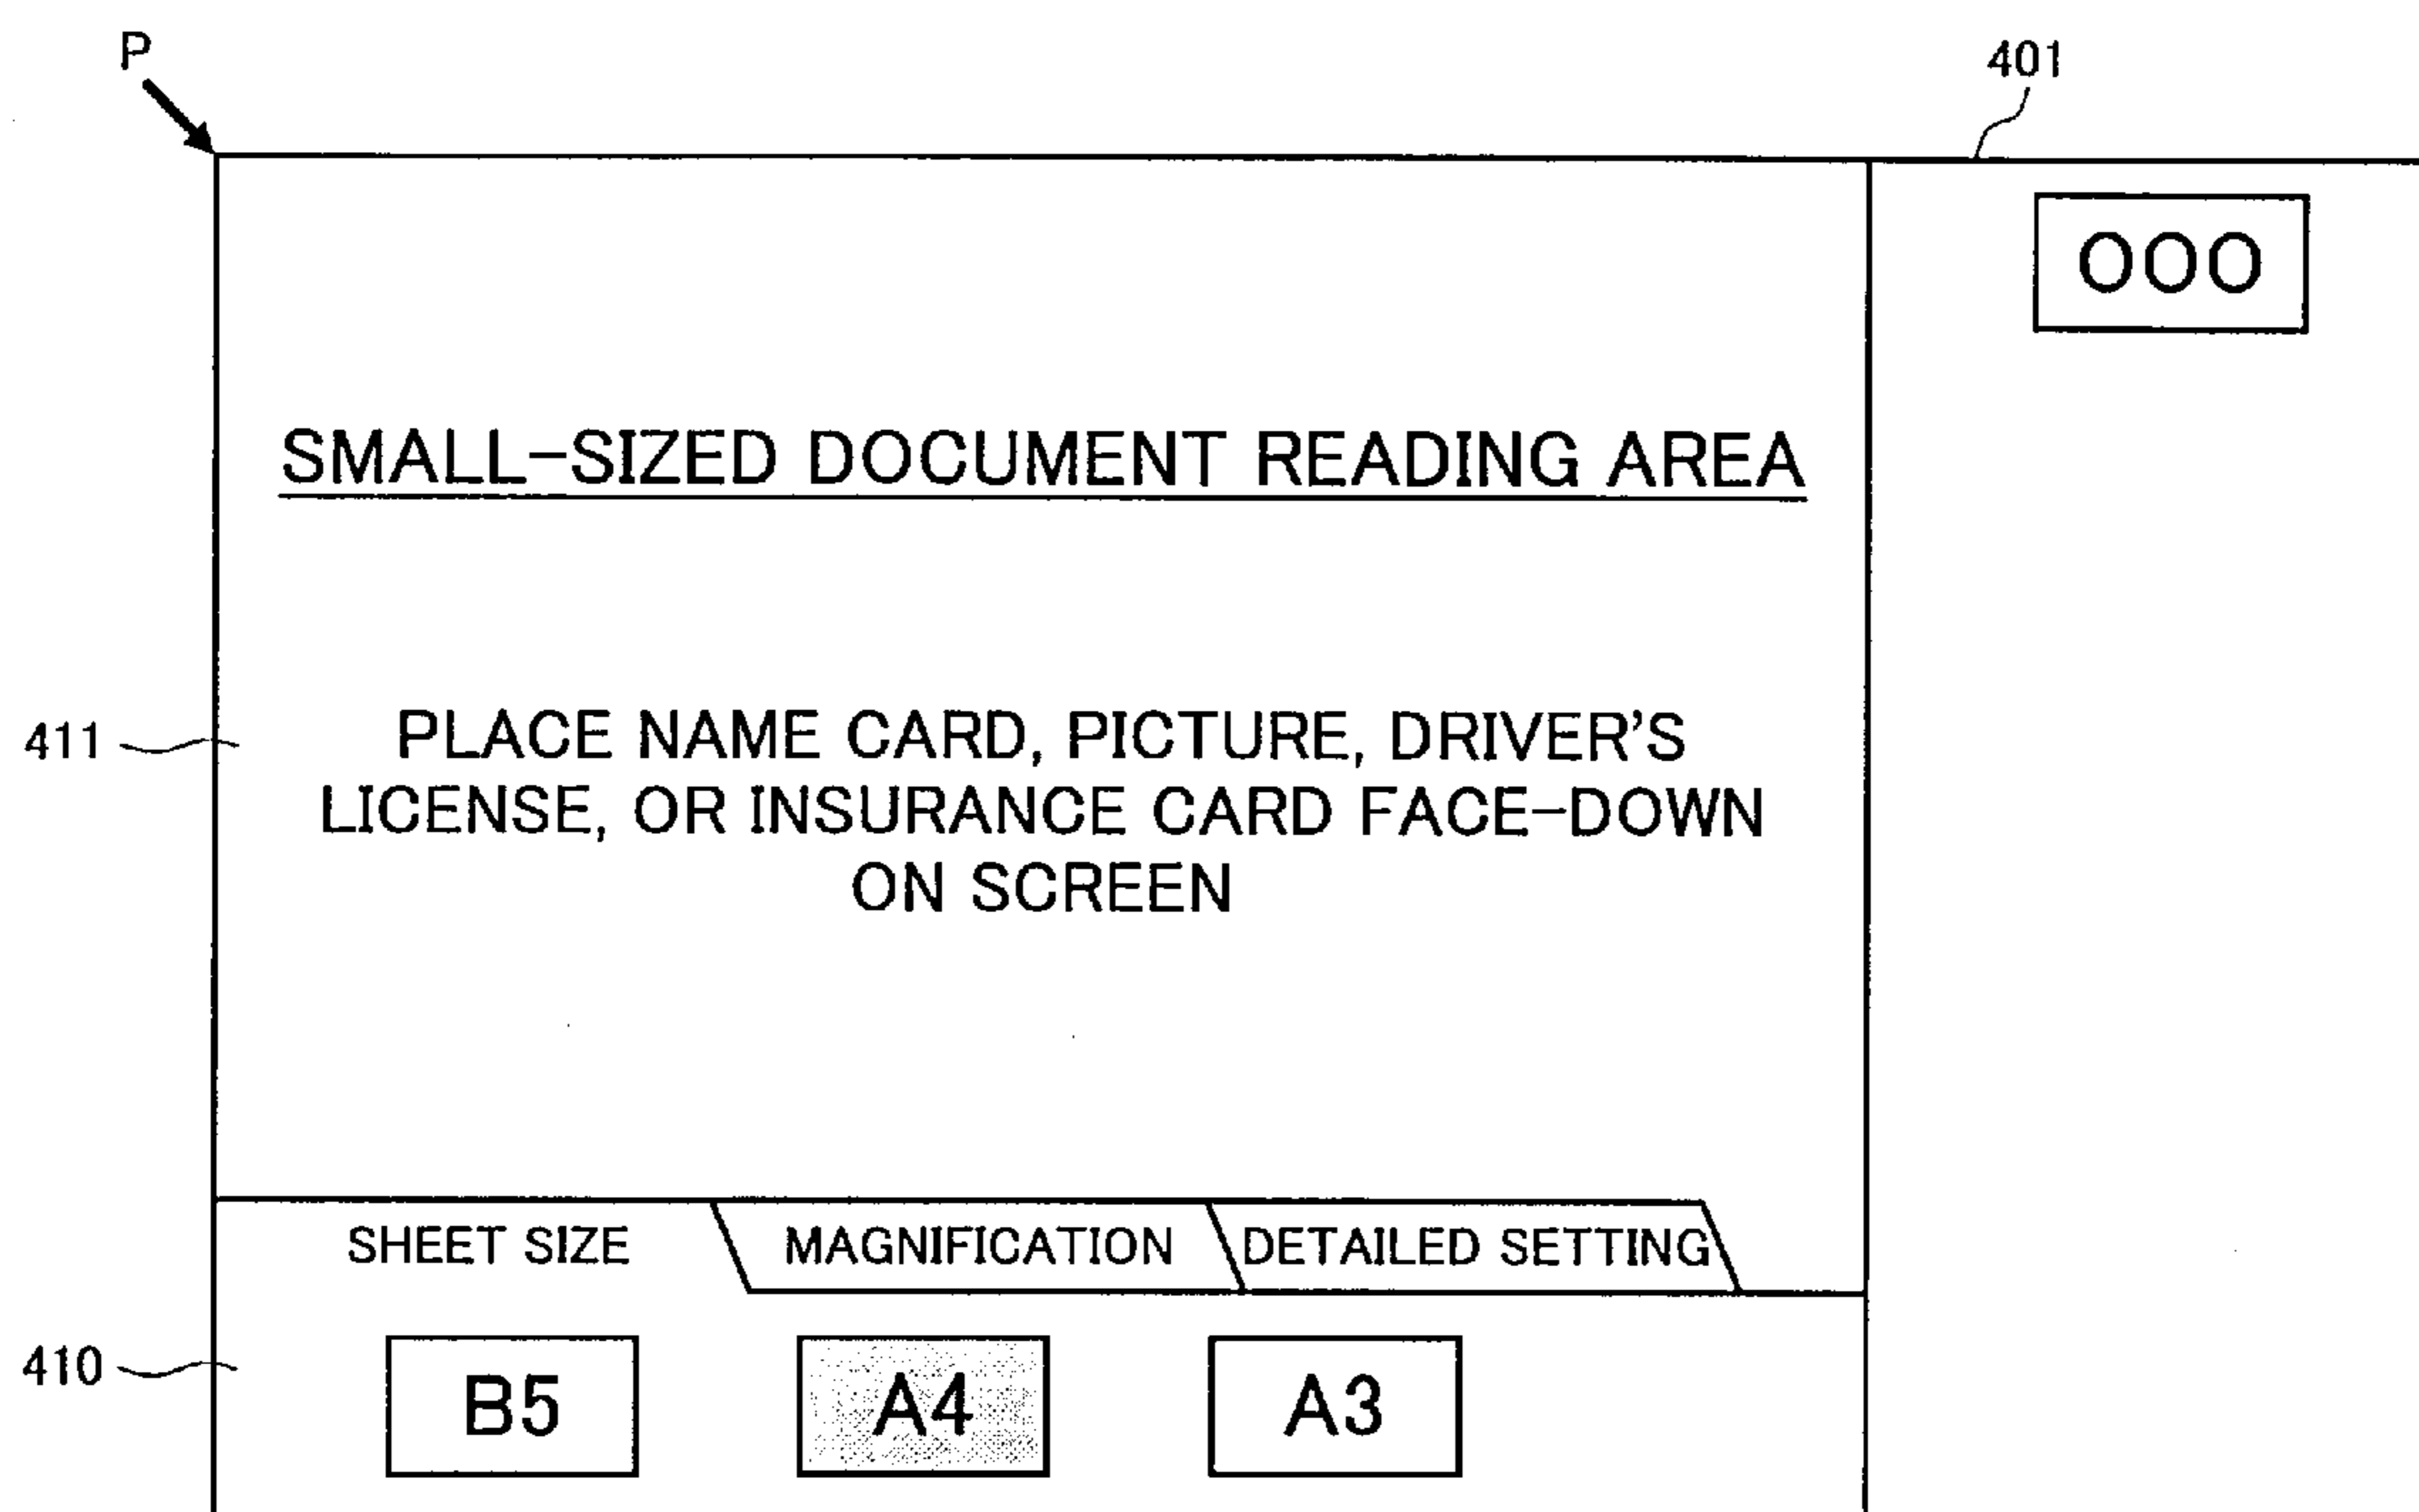 P
401
OOO
SMALL-SIZED DOCUMENT READING AREA
411
PLACE NAME CARD, PICTURE, DRIVER'S
LICENSE, OR INSURANCE CARD FACE-DOWN
ON SCREEN
SHEET SIZE MAGNIFICATION DETAILED SETTING
410
B5 A4 A3